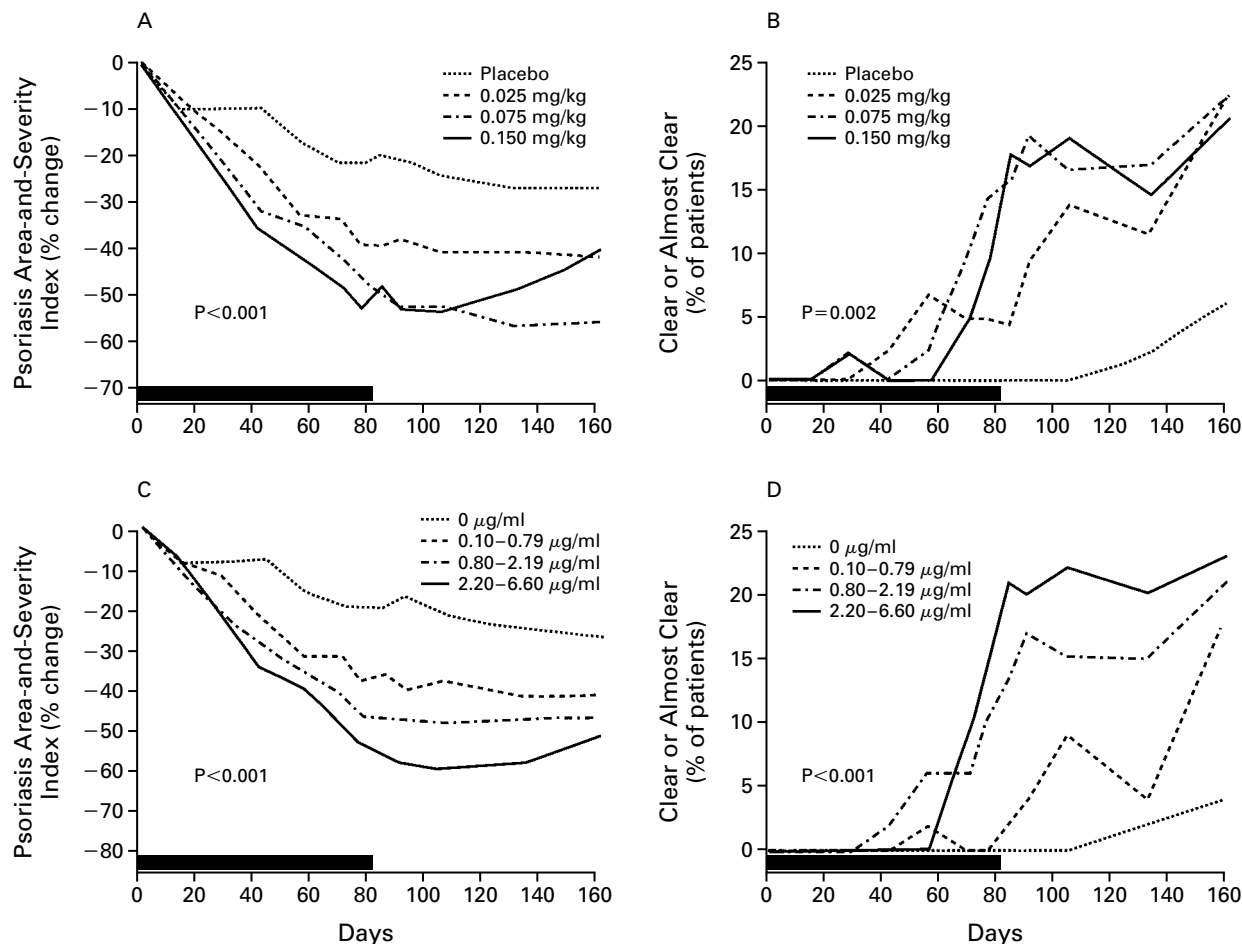 A
Psoriasis Area-and-Severity
Index (% change)
0
−10
−20
−30
−40
−50
−60
−70
Placebo
0.025 mg/kg
0.075 mg/kg
0.150 mg/kg
P<0.001
0 20 40 60 80 100 120 140 160
B
Clear or Almost Clear
(% of patients)
25
20
15
10
5
0
Placebo
0.025 mg/kg
0.075 mg/kg
0.150 mg/kg
P=0.002
0 20 40 60 80 100 120 140 160
C
Psoriasis Area-and-Severity
Index (% change)
0
−10
−20
−30
−40
−50
−60
−70
−80
0 μg/ml
0.10–0.79 μg/ml
0.80–2.19 μg/ml
2.20–6.60 μg/ml
P<0.001
0 20 40 60 80 100 120 140 160
Days
D
Clear or Almost Clear
(% of patients)
25
20
15
10
5
0
0 μg/ml
0.10–0.79 μg/ml
0.80–2.19 μg/ml
2.20–6.60 μg/ml
P<0.001
0 20 40 60 80 100 120 140 160
Days